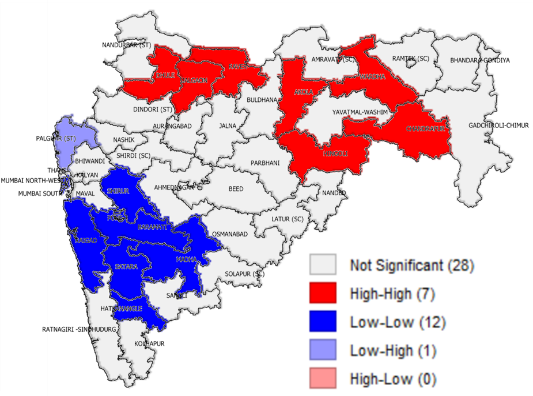 NANDURBAR (ST)
AMRAVATI (SC)
RAMTEK (SC)
BHANDARA-GONDIYA
DHULE
JALGAON
RAVER
WARDHA
AKOLA
BULDHANA
DINDORI (ST)
YAVATMAL-WASHIM
AURANGABAD
JALNA
GADCHIROLI-CHIMUR
CHANDRAPUR
PALGHAR (ST)
NASHIK
HINGOLI
BHIWANDI
SHIRDI (SC)
PARBHANI
THANE
KALYAN
MUMBAI NORTH-WEST
AHMEDNAGAR
BEED
NANDED
MUMBAI SOUTH
MAVAL
SHIRUR
LATUR (SC)
PUNE
BARAMATI
OSMANABAD
RAIGAD
MADHA
SATARA
SOLAPUR (SC)
SANGLI
HATKANANGLE
RATNAGIRI -SINDHUDURG
KOLHAPUR
Not Significant (28)
High-High (7)
Low-Low (12)
Low-High (1)
High-Low (0)